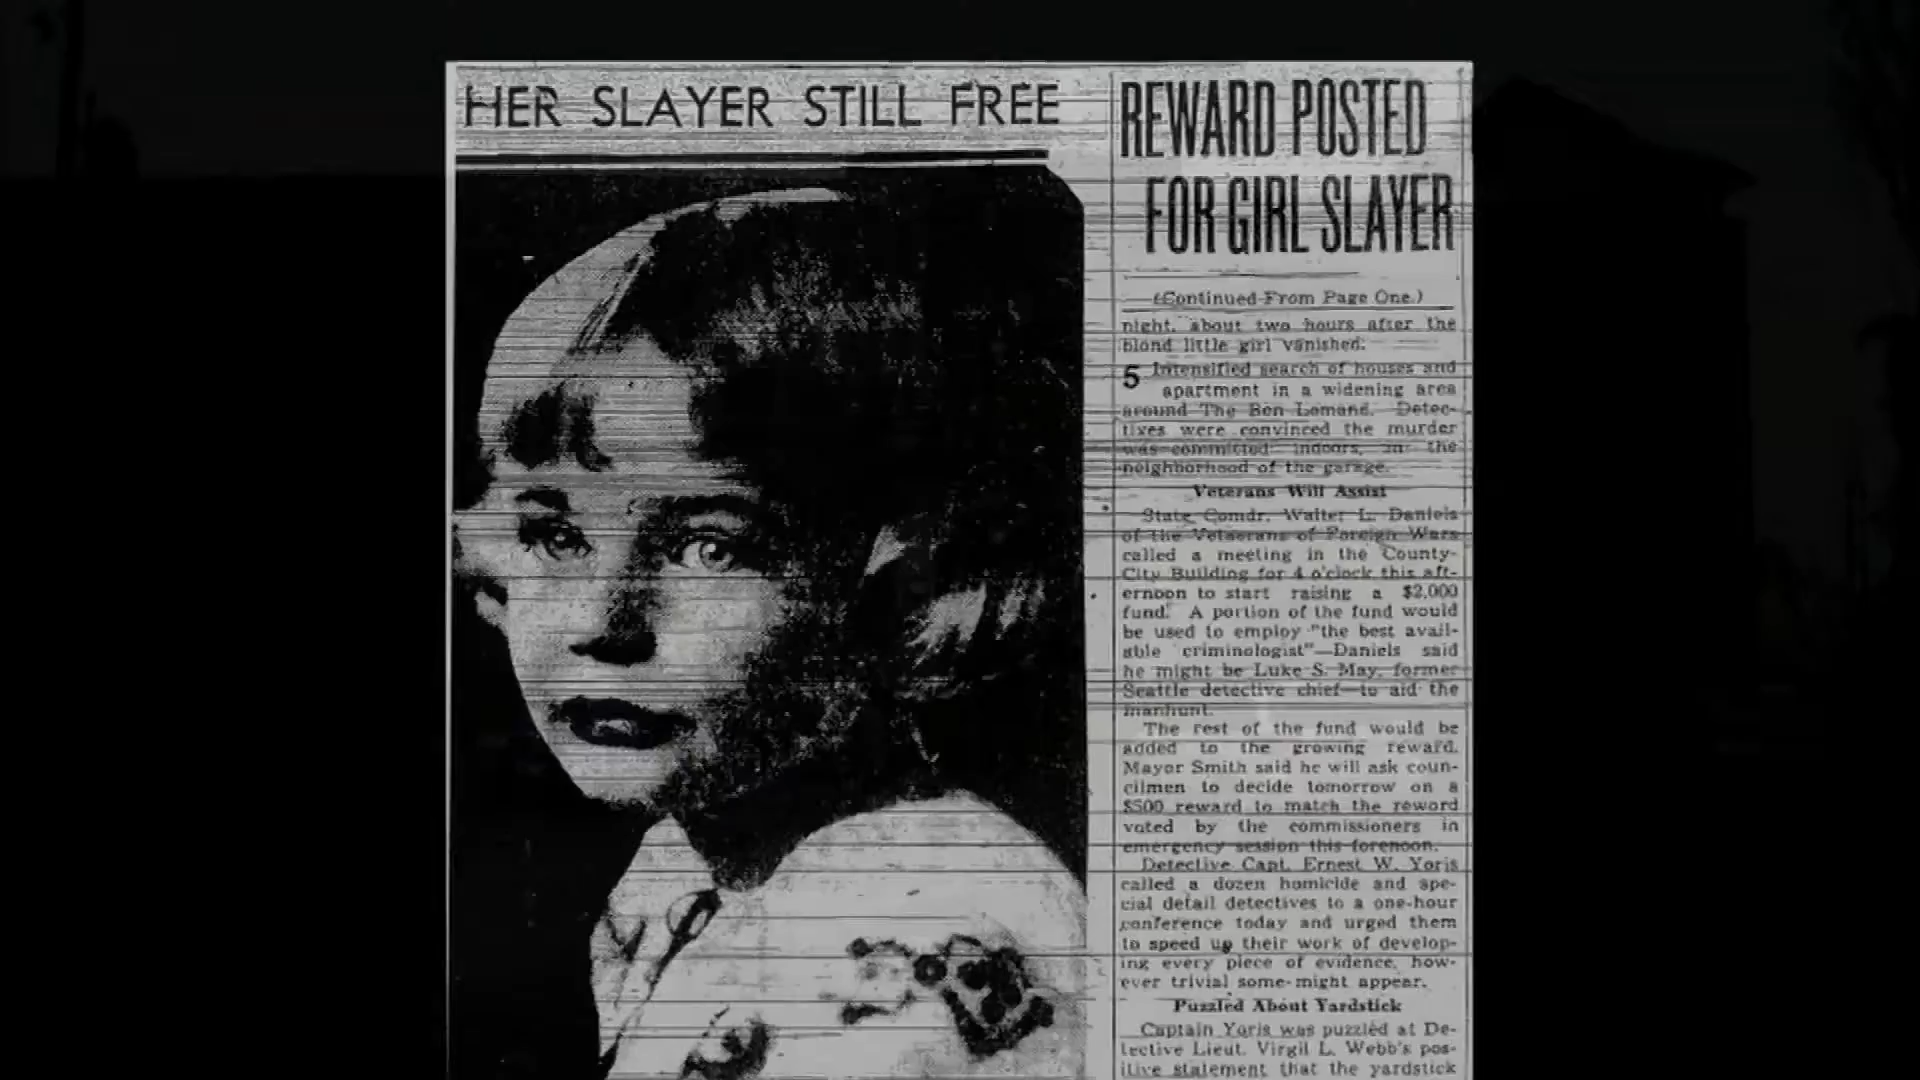 HER SLAYER STILL FREE
REWARD POSTED
FOR GIRL SLAYER
(Continued From Page One.)
night, about two hours after the
blond little girl vanished.
5 Intensified search of houses and
apartment in a widening area
around The Ben Lomand. Detec-
tives were convinced the murder
was committed indoors, in the
neighborhood of the garage.
Veterans Will Assist
State Comdr. Walter L. Daniels
of the Vetaerans of Foreign Wars
called a meeting in the County-
City Building for 4 o'clock this aft-
ernoon to start raising a $2,000
fund. A portion of the fund would
be used to employ "the best avail-
able criminologist"—Daniels said
he might be Luke S. May, former
Seattle detective chief—to aid the
manhunt.
The rest of the fund would be
added to the growing reward.
Mayor Smith said he will ask coun-
cilmen to decide tomorrow on a
$500 reward to match the reword
voted by the commissioners in
emergency session this forenoon.
Detective Capt. Ernest W. Yoris
called a dozen homicide and spe-
cial detail detectives to a one-hour
conference today and urged them
to speed up their work of develop-
ing every piece of evidence, how-
ever trivial some might appear.
Puzzled About Yardstick
Captain Yoris was puzzled at De-
tective Lieut. Virgil L. Webb's pos-
itive statement that the yardstick